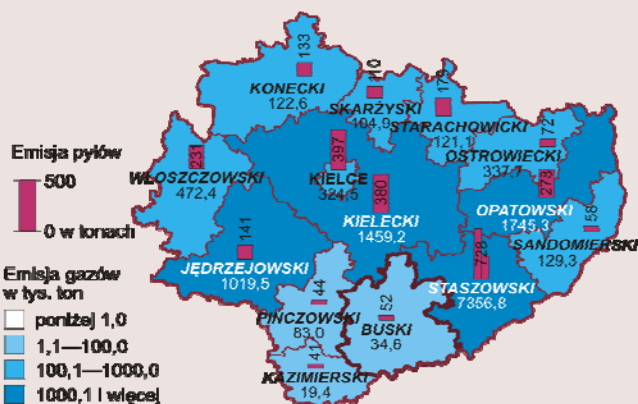 133
KONECKI
122,6
110
SKARŻYSKI
104,9
179
STARACHOWICKI
121,1
72
OSTROWIECKI
337,7
Emisja pyłów
500
0 w tonach
231
WŁOSZCZOWSKI
472,4
397
KIELCE
324,5
380
KIELECKI
1459,2
273
OPATOWSKI
1745,3
58
SANDOMIERSKI
129,3
141
JĘDRZEJOWSKI
1019,5
728
STASZOWSKI
7356,8
44
PIŃCZOWSKI
83,0
52
BUSKI
34,6
41
KAZIMIERSKI
19,4
Emisja gazów
w tys. ton
poniżej 1,0
1,1—100,0
100,1—1000,0
1000,1 i więcej